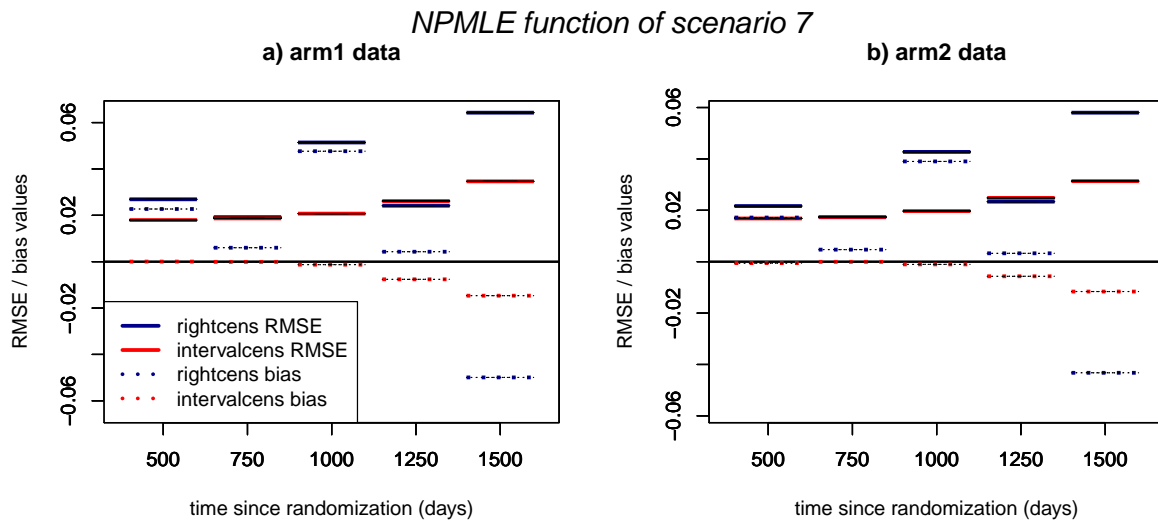 NPMLE function of scenario 7
a) arm1 data
RMSE / bias values
0.06
0.02
−0.02
−0.06
rightcens RMSE
intervalcens RMSE
rightcens bias
intervalcens bias
500 750 1000 1250 1500
time since randomization (days)
b) arm2 data
RMSE / bias values
0.06
0.02
−0.02
−0.06
500 750 1000 1250 1500
time since randomization (days)